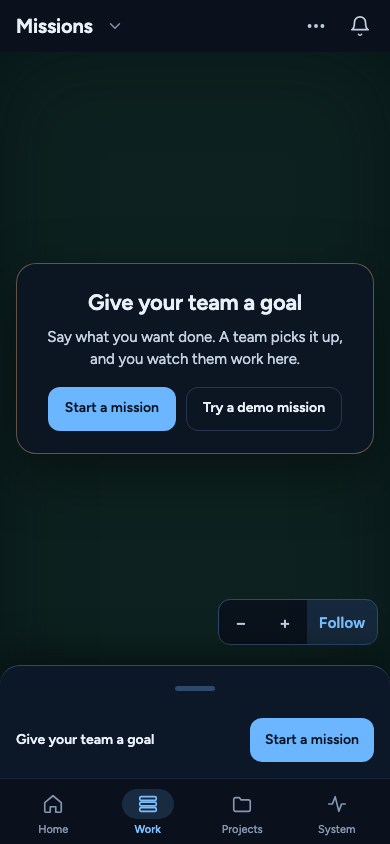 Missions
Give your team a goal
Say what you want done. A team picks it up,
and you watch them work here.
Start a mission
Try a demo mission
− + Follow
Give your team a goal
Start a mission
Home Work Projects System